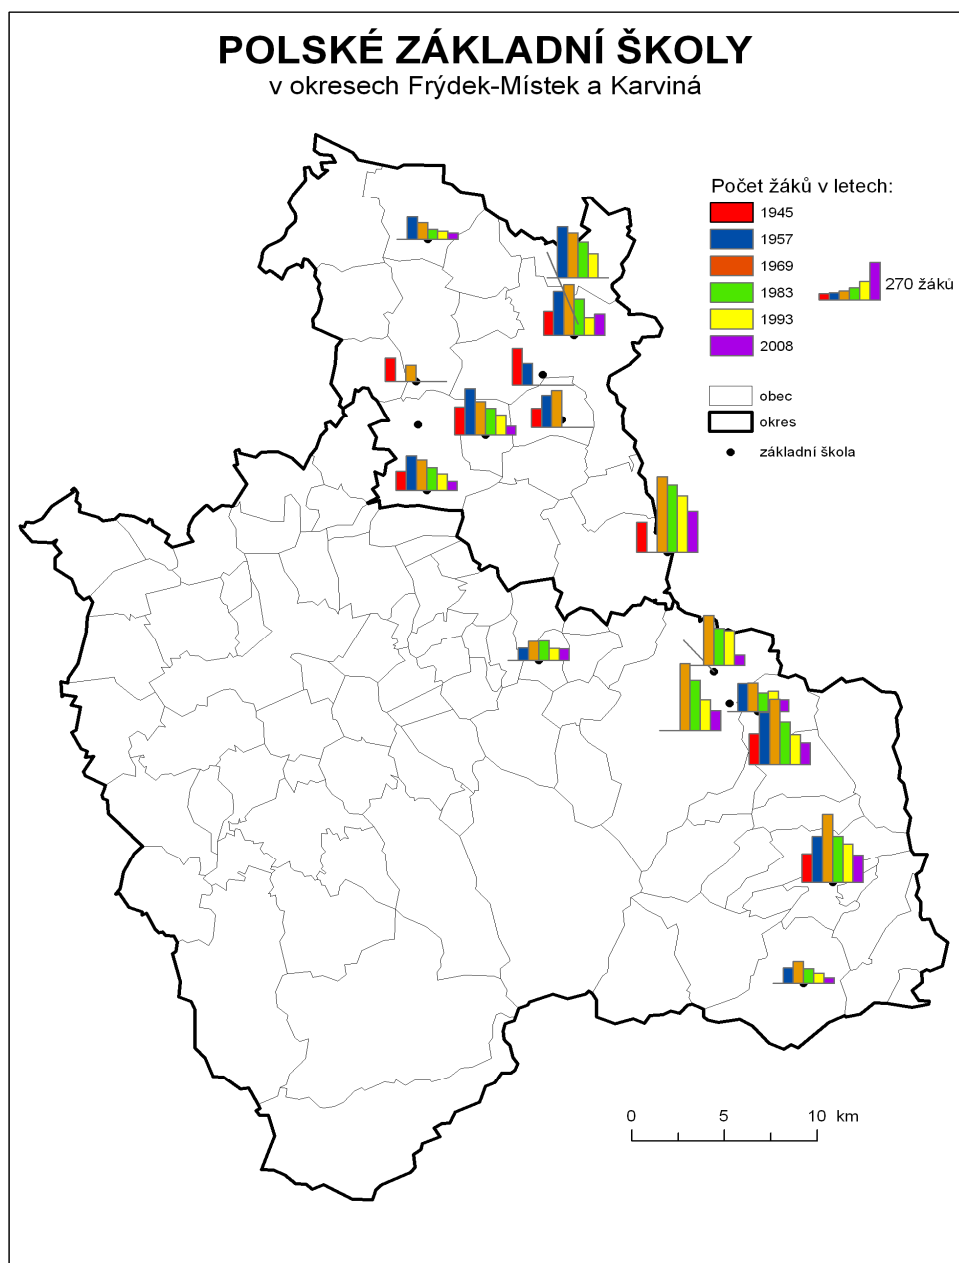 POLSKÉ ZÁKLADNÍ ŠKOLY
v okresech Frýdek-Místek a Karviná
Počet žáků v letech:
1945
1957
1969
1983
1993
2008
270 žáků
obec
okres
základní škola
0 5 10 km